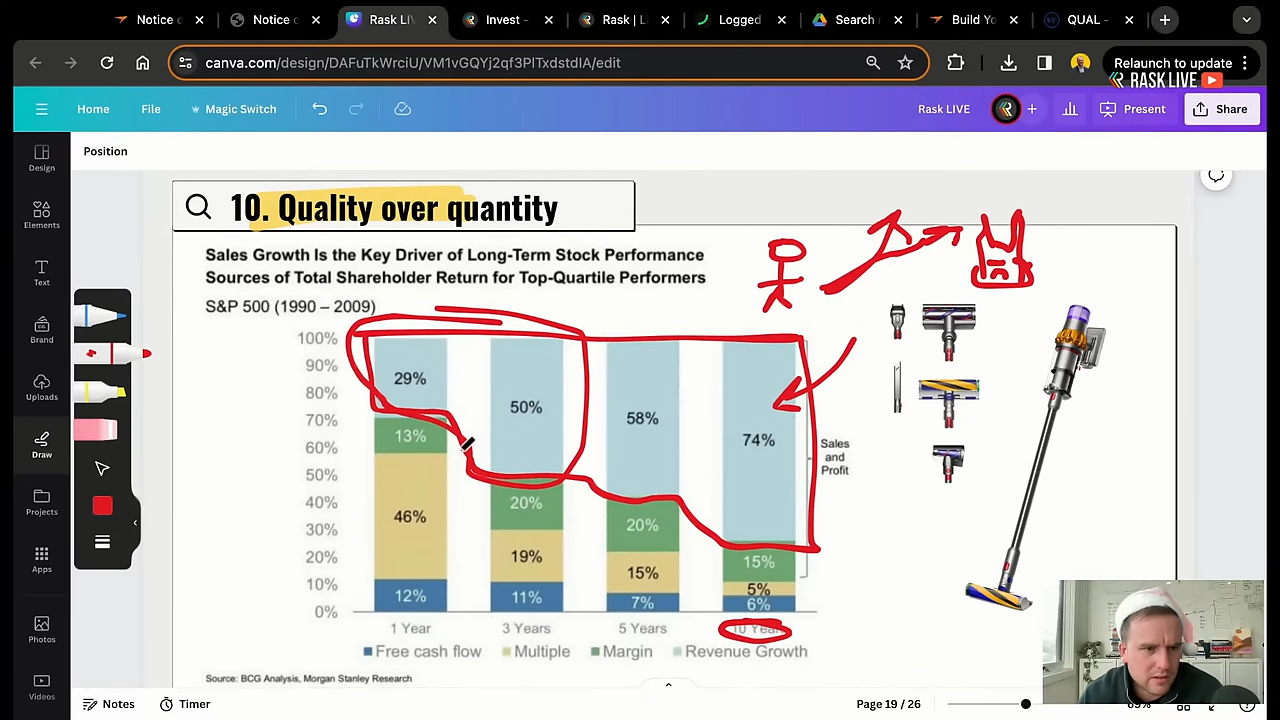 Notice o
Notice o
Rask LIV
Invest -
Rask | L
Logged
Search
Build Yo
QUAL -
canva.com/design/DAFuTkWrciU/VM1vGQYj2qf3PITxdstdIA/edit
Relaunch to update
RASK LIVE
Home
File
Magic Switch
Rask LIVE
Present
Share
Position
Design
Elements
Text
Brand
Uploads
Draw
Projects
Apps
Photos
Videos
10. Quality over quantity
Sales Growth Is the Key Driver of Long-Term Stock Performance
Sources of Total Shareholder Return for Top-Quartile Performers
S&P 500 (1990 – 2009)
100%
90%
80%
70%
60%
50%
40%
30%
20%
10%
0%
29%
13%
46%
12%
50%
20%
19%
11%
58%
20%
15%
7%
74%
15%
5%
6%
Sales
and
Profit
1 Year
3 Years
5 Years
10 Years
Free cash flow
Multiple
Margin
Revenue Growth
Source: BCG Analysis, Morgan Stanley Research
Notes
Timer
Page 19 / 26